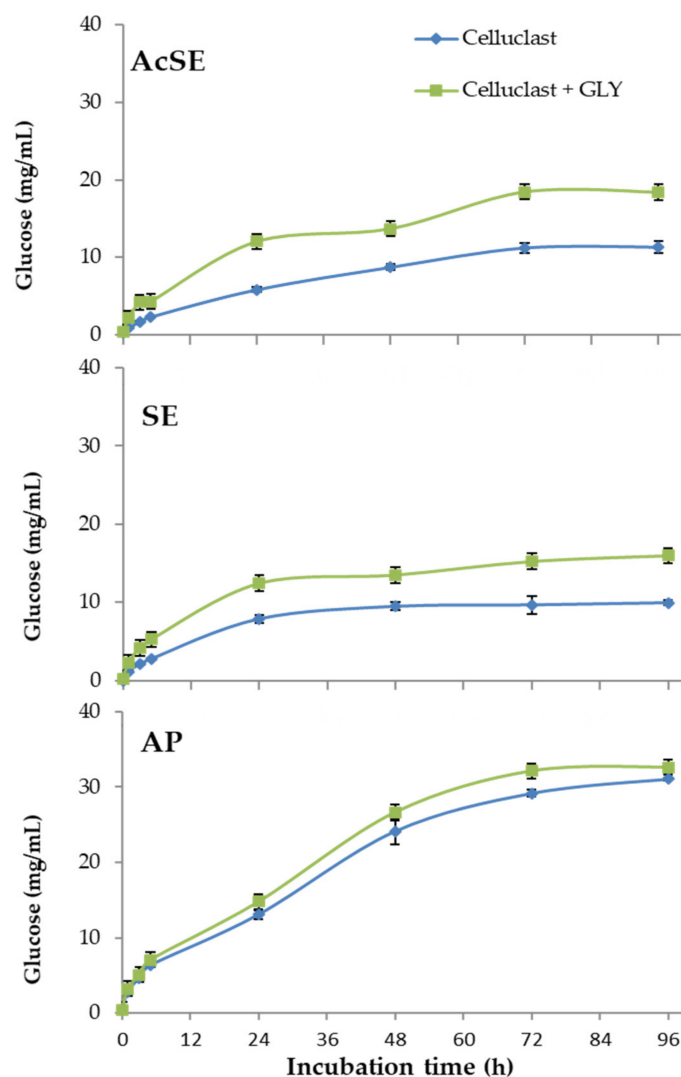 40
AcSE
Celluclast
Celluclast + GLY
30
20
10
0
Glucose (mg/mL)
40
SE
30
20
10
0
Glucose (mg/mL)
40
AP
30
20
10
0
Glucose (mg/mL)
0 12 24 36 48 60 72 84 96
Incubation time (h)